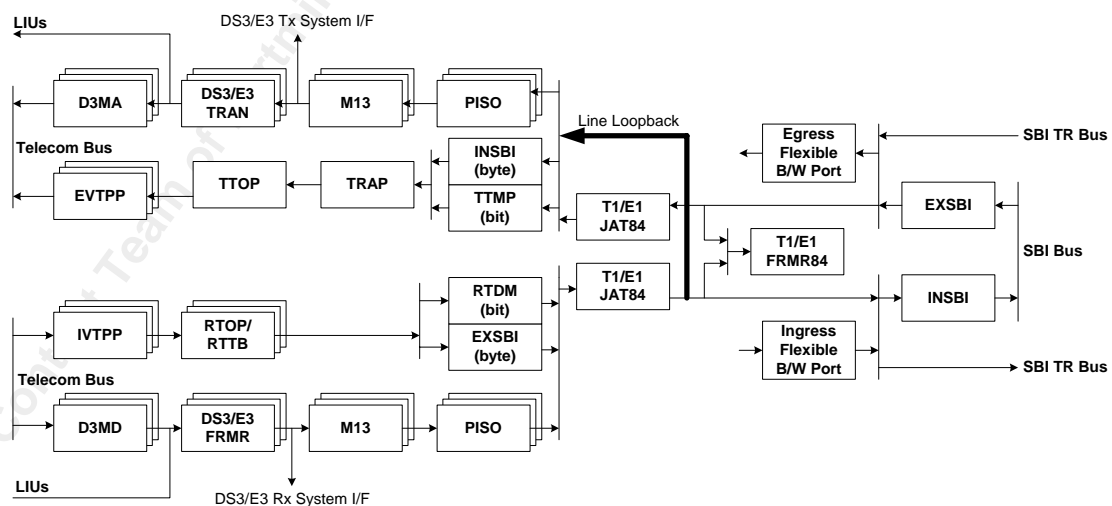 LIUs
DS3/E3 Tx System I/F
D3MA
DS3/E3
TRAN
M13
PISO
Line Loopback
Egress
Flexible
B/W Port
SBI TR Bus
Telecom Bus
EVTPP
TTOP
TRAP
INSBI
(byte)
TTMP
(bit)
T1/E1
JAT84
EXSBI
T1/E1
FRMR84
SBI Bus
IVTPP
RTOP/
RTTB
RTDM
(bit)
EXSBI
(byte)
T1/E1
JAT84
INSBI
Ingress
Flexible
B/W Port
SBI TR Bus
Telecom Bus
D3MD
DS3/E3
FRMR
M13
PISO
LIUs
DS3/E3 Rx System I/F
Team of